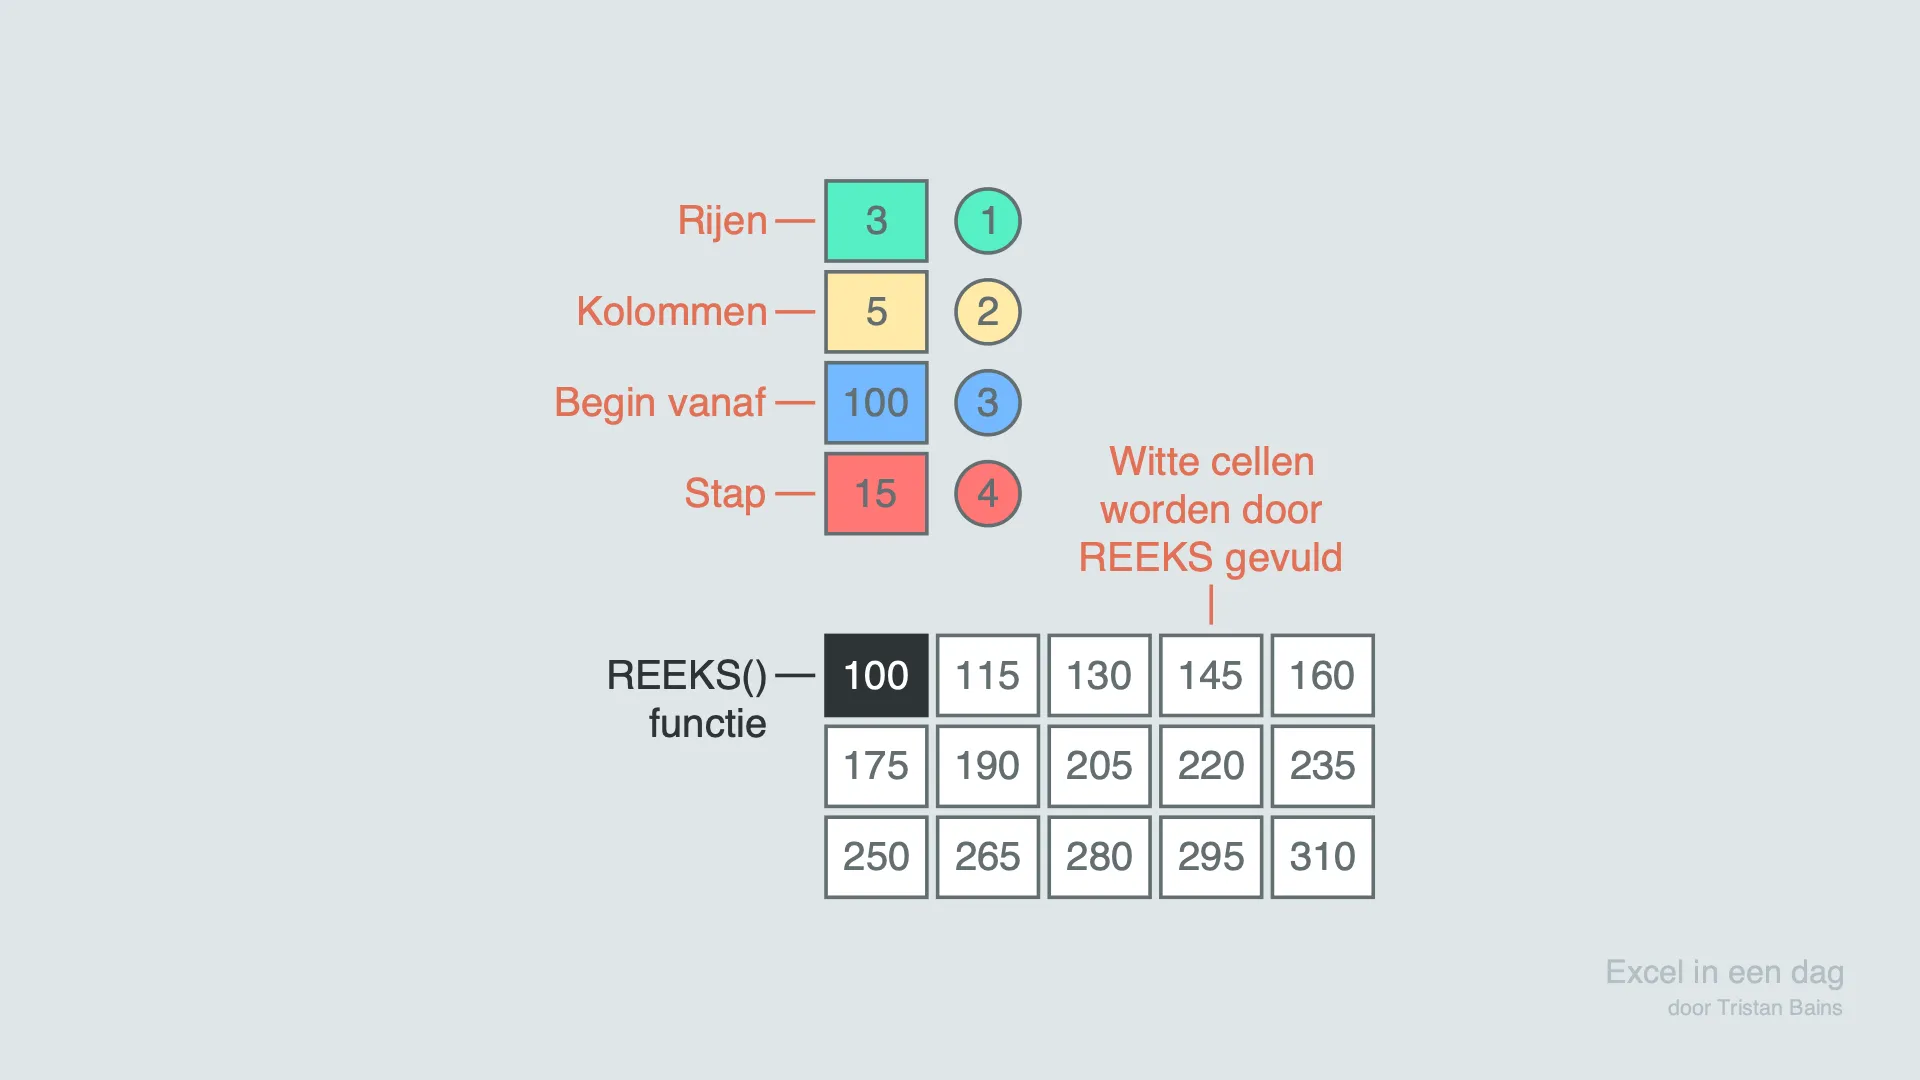 Rijen 3 1
Kolommen 5 2
Begin vanaf 100 3
Stap 15 4
Witte cellen
worden door
REEKS gevuld
REEKS()
functie
100 115 130 145 160
175 190 205 220 235
250 265 280 295 310
Excel in een dag
door Tristan Bains